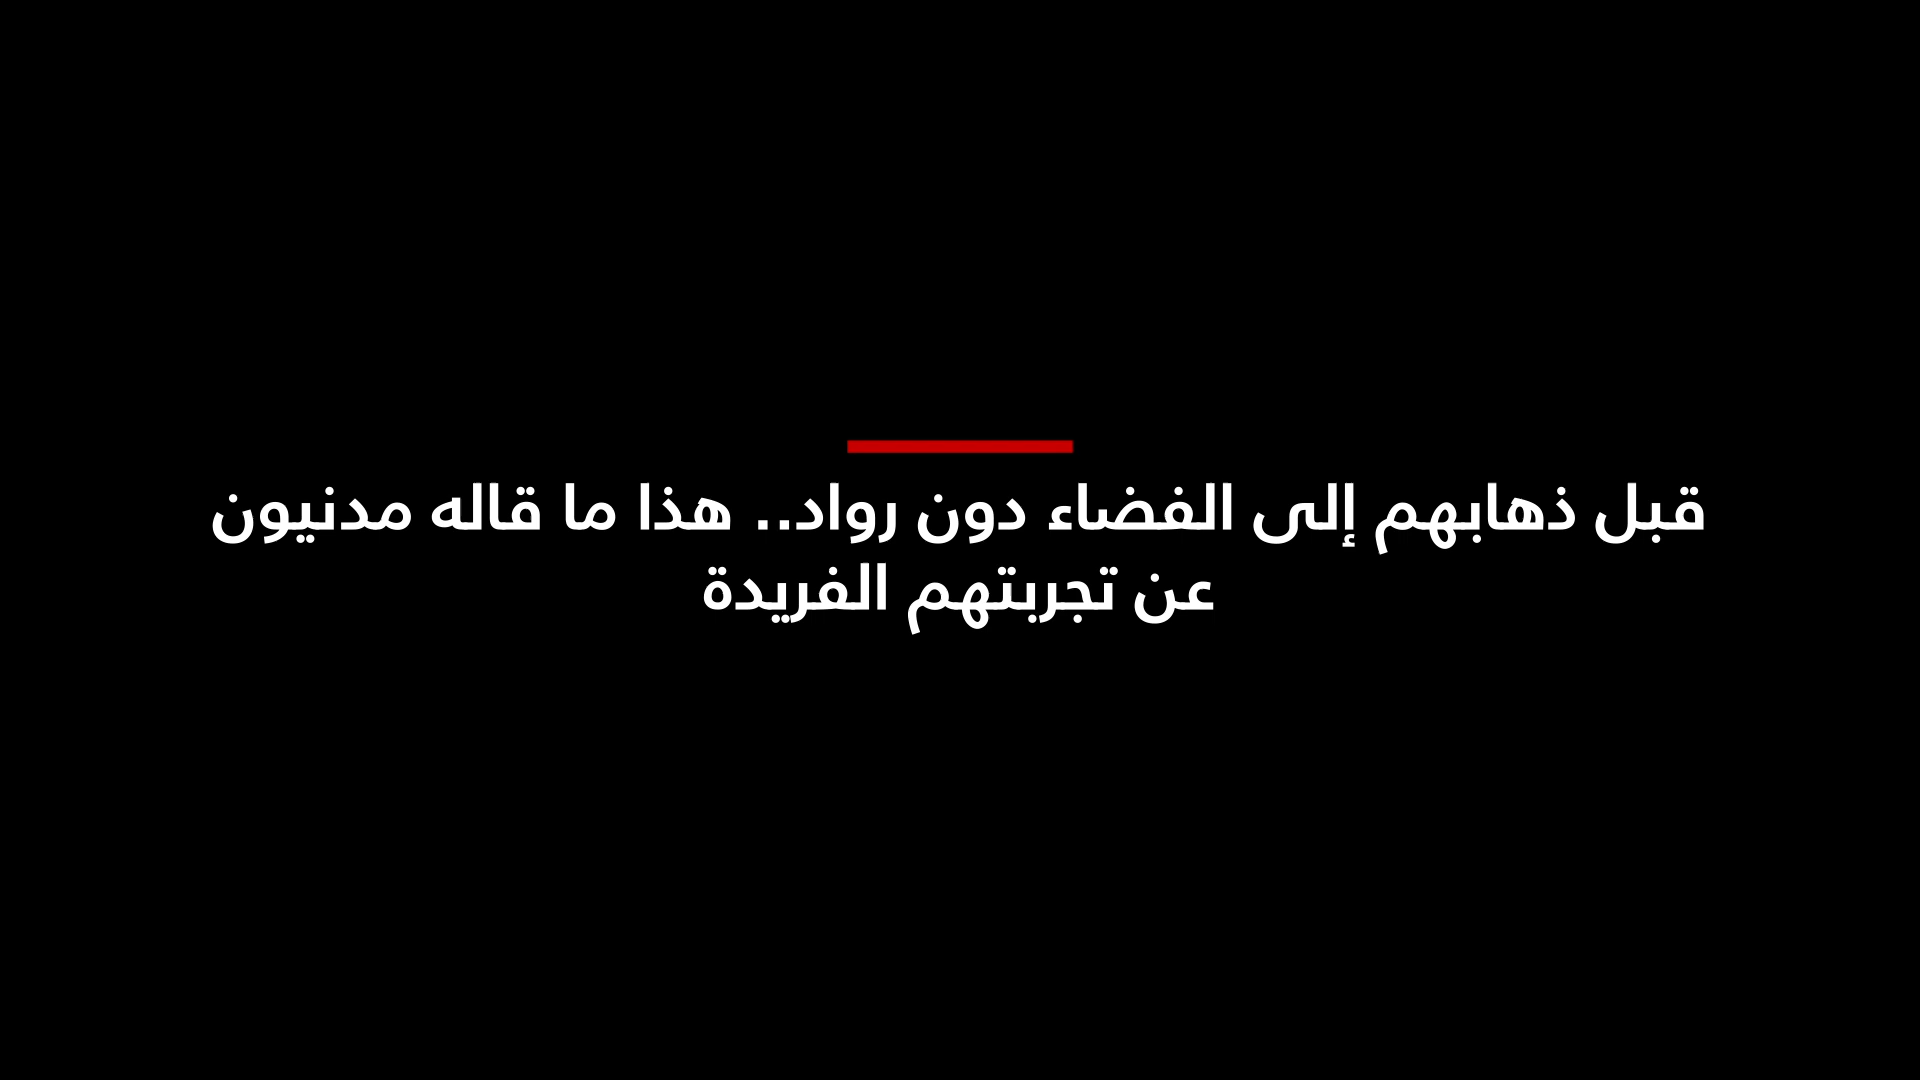 قبل ذهابهم إلى الفضاء دون رواد.. هذا ما قاله مدنيون
عن تجربتهم الفريدة